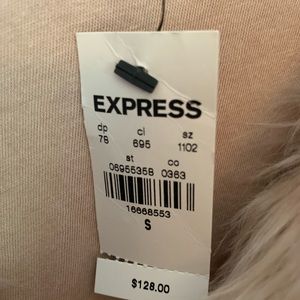 EXPRESS
dp cl sz
78 695 1102
st co
06955358 0363
16668553
S
$128.00